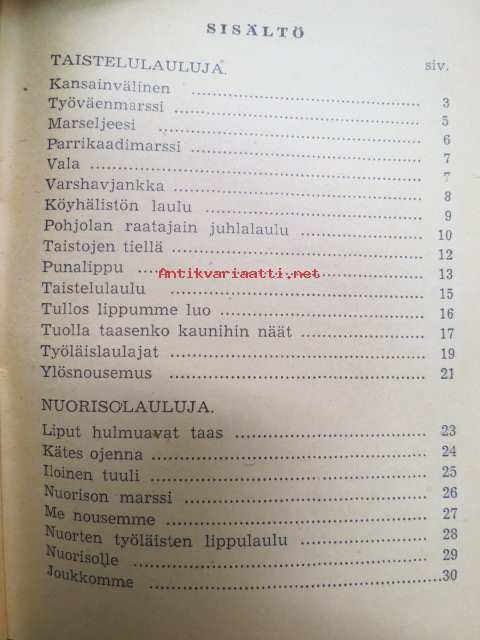 SISÄLTÖ
TAISTELULAULUJA. siv.
Kansainvälinen 3
Työväenmarssi 5
Marseljeesi 6
Parrikaadimarssi 7
Vala 7
Varshavjankka 8
Köyhälistön laulu 9
Pohjolan raatajain juhlalaulu 10
Taistojen tiellä 12
Punalippu 13
Antikvariaatti.net
Taistelulaulu 15
Tullos lippumme luo 16
Tuolla taasenko kaunihin näät 17
Työläislaulajat 19
Ylösnousemus 21
NUORISOLAULUJA.
Liput hulmuavat taas 23
Kätes ojenna 24
Iloinen tuuli 25
Nuorison marssi 26
Me nousemme 27
Nuorten työläisten lippulaulu 28
Nuorisolle 29
Joukkomme 30